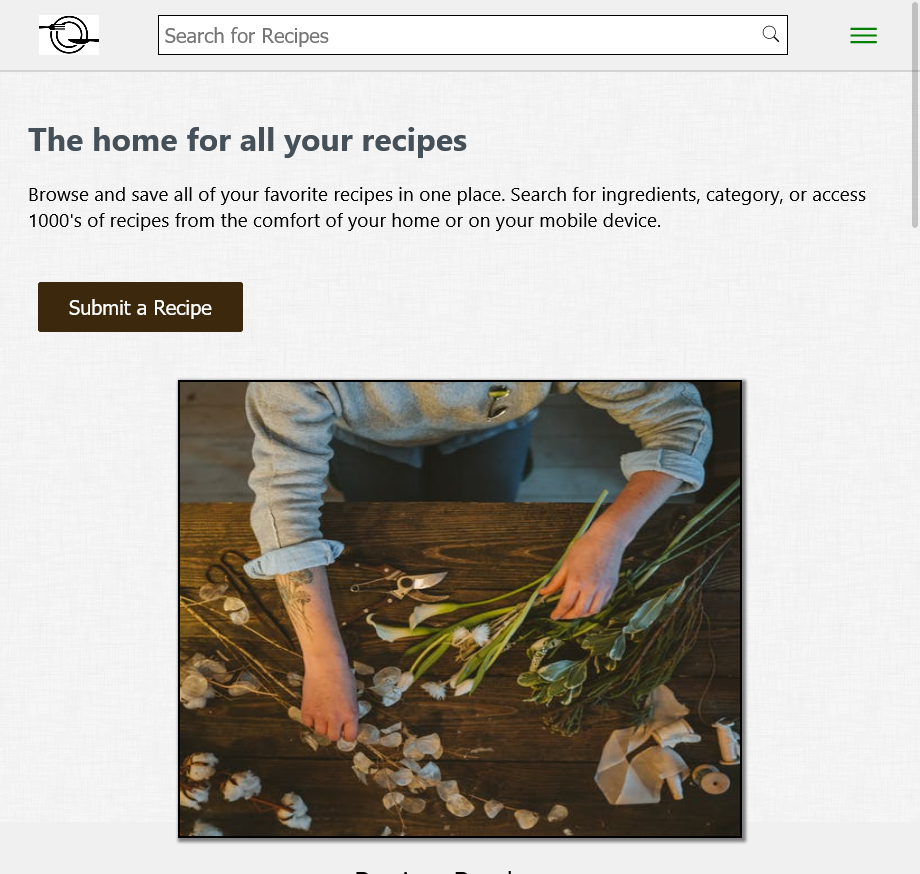 Search for Recipes
The home for all your recipes
Browse and save all of your favorite recipes in one place. Search for ingredients, category, or access
1000's of recipes from the comfort of your home or on your mobile device.
Submit a Recipe